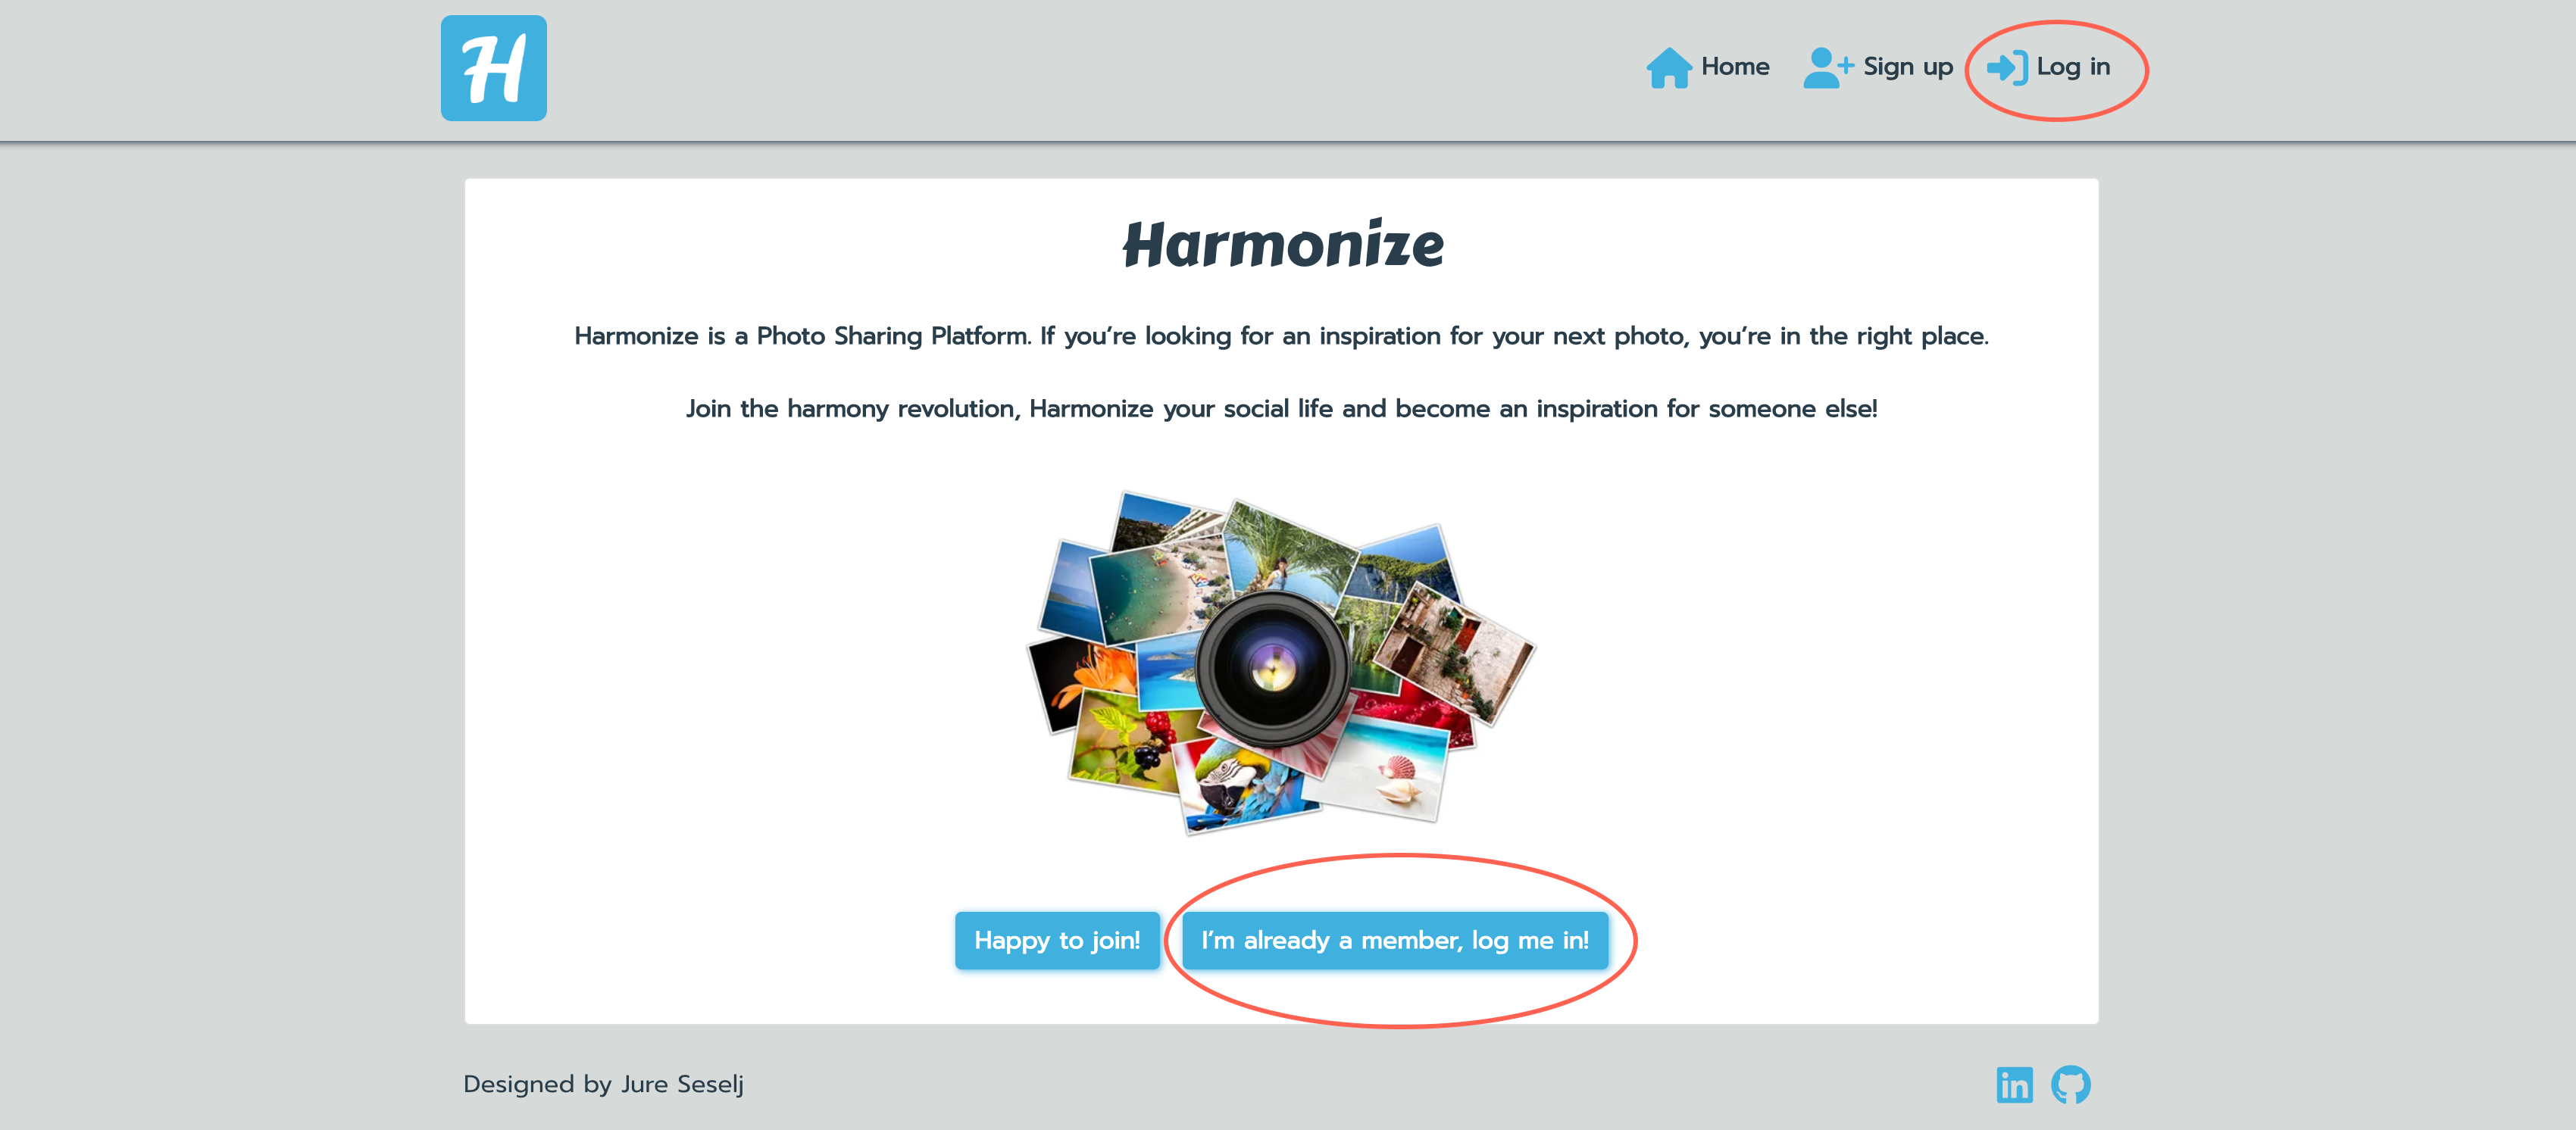 H
Home Sign up Log in
Harmonize
Harmonize is a Photo Sharing Platform. If you’re looking for an inspiration for your next photo, you’re in the right place.
Join the harmony revolution, Harmonize your social life and become an inspiration for someone else!
Happy to join! I’m already a member, log me in!
Designed by Jure Seselj
in